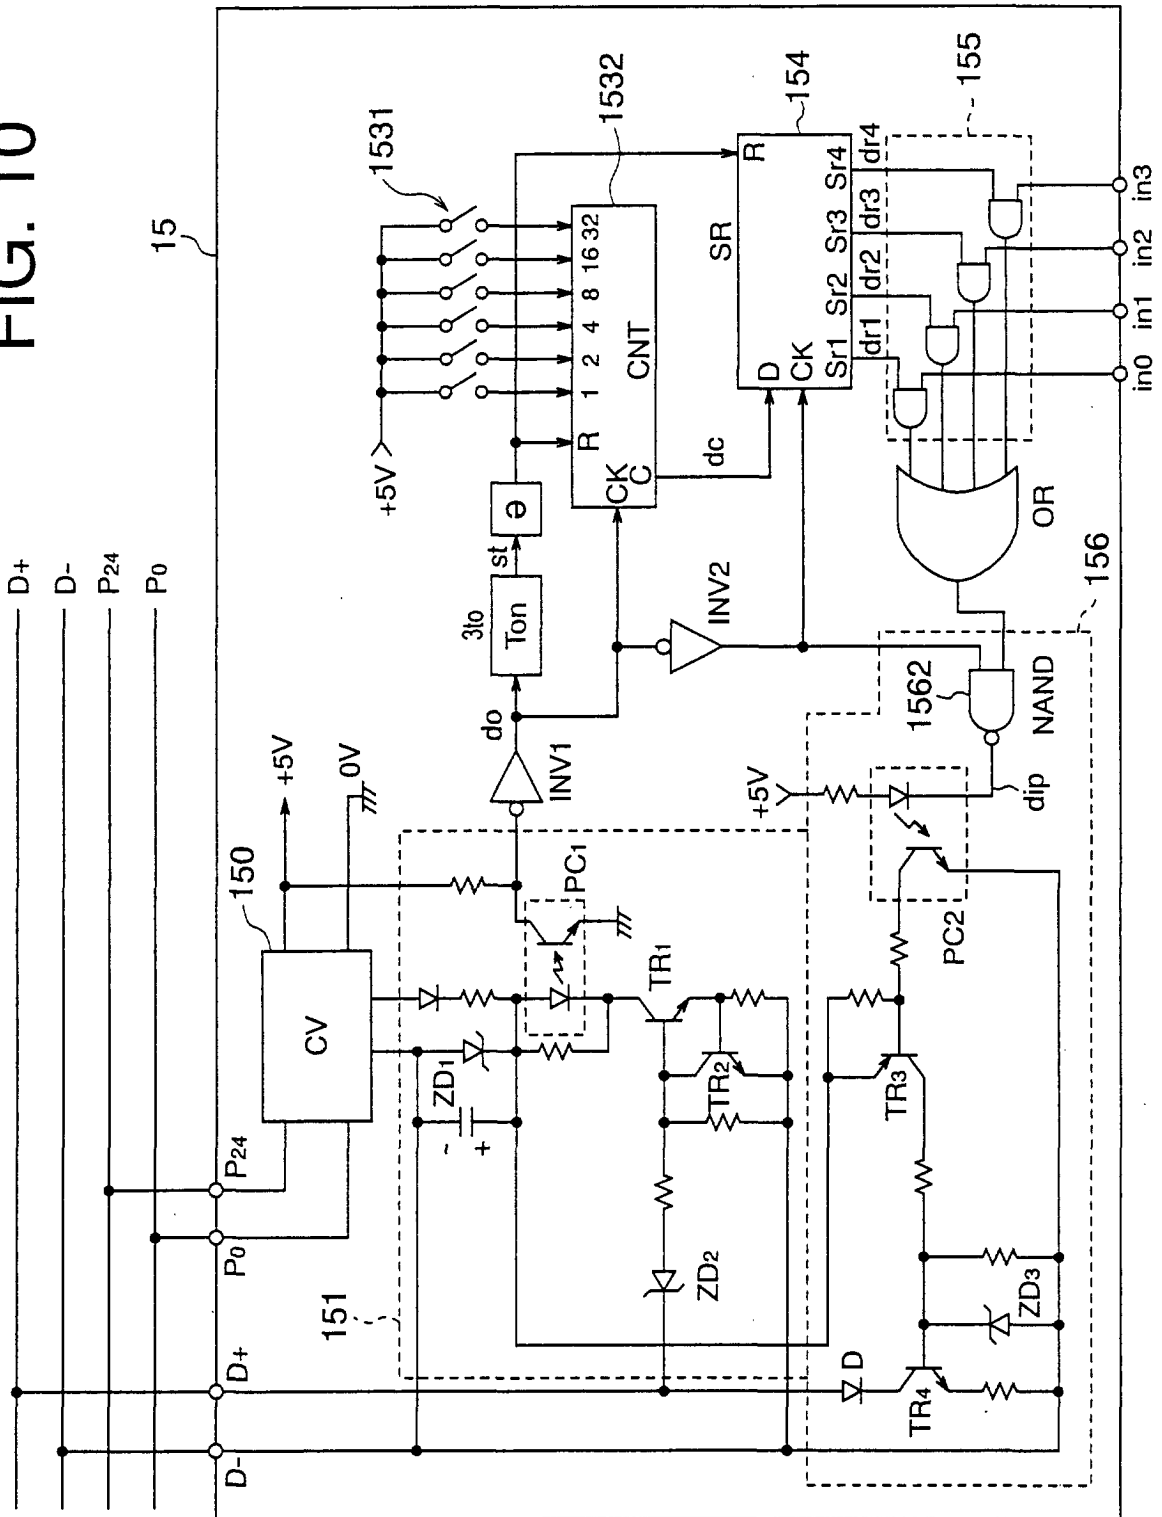 FIG. 10
D+
D-
P24
P0
15
P24
P0
D+
D-
150
CV
+5V
0V
151
ZD1
-
+
PC1
TR1
TR2
ZD2
INV1
do
3to
Ton
st
e
+5V
1531
R
1
2
4
8
16
32
CK
C
CNT
1532
dc
INV2
D
CK
R
SR
154
Sr1
Sr2
Sr3
Sr4
dr1
dr2
dr3
dr4
155
in0
in1
in2
in3
OR
156
1562
NAND
dip
+5V
PC2
TR3
D
TR4
ZD3